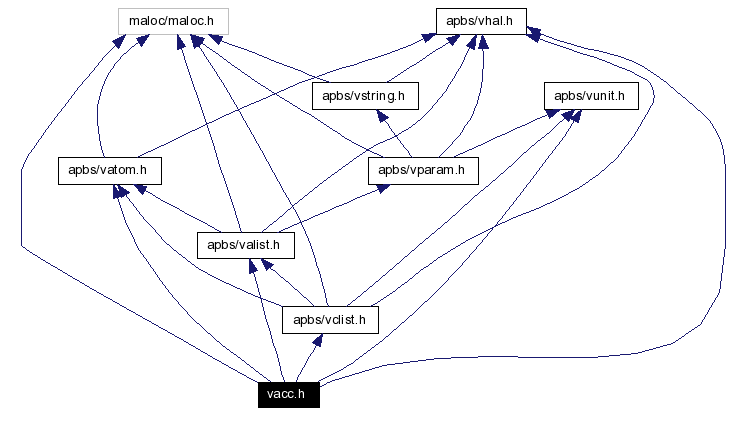 maloc/maloc.h
apbs/vhal.h
apbs/vstring.h
apbs/vunit.h
apbs/vatom.h
apbs/vparam.h
apbs/valist.h
apbs/vclist.h
vacc.h